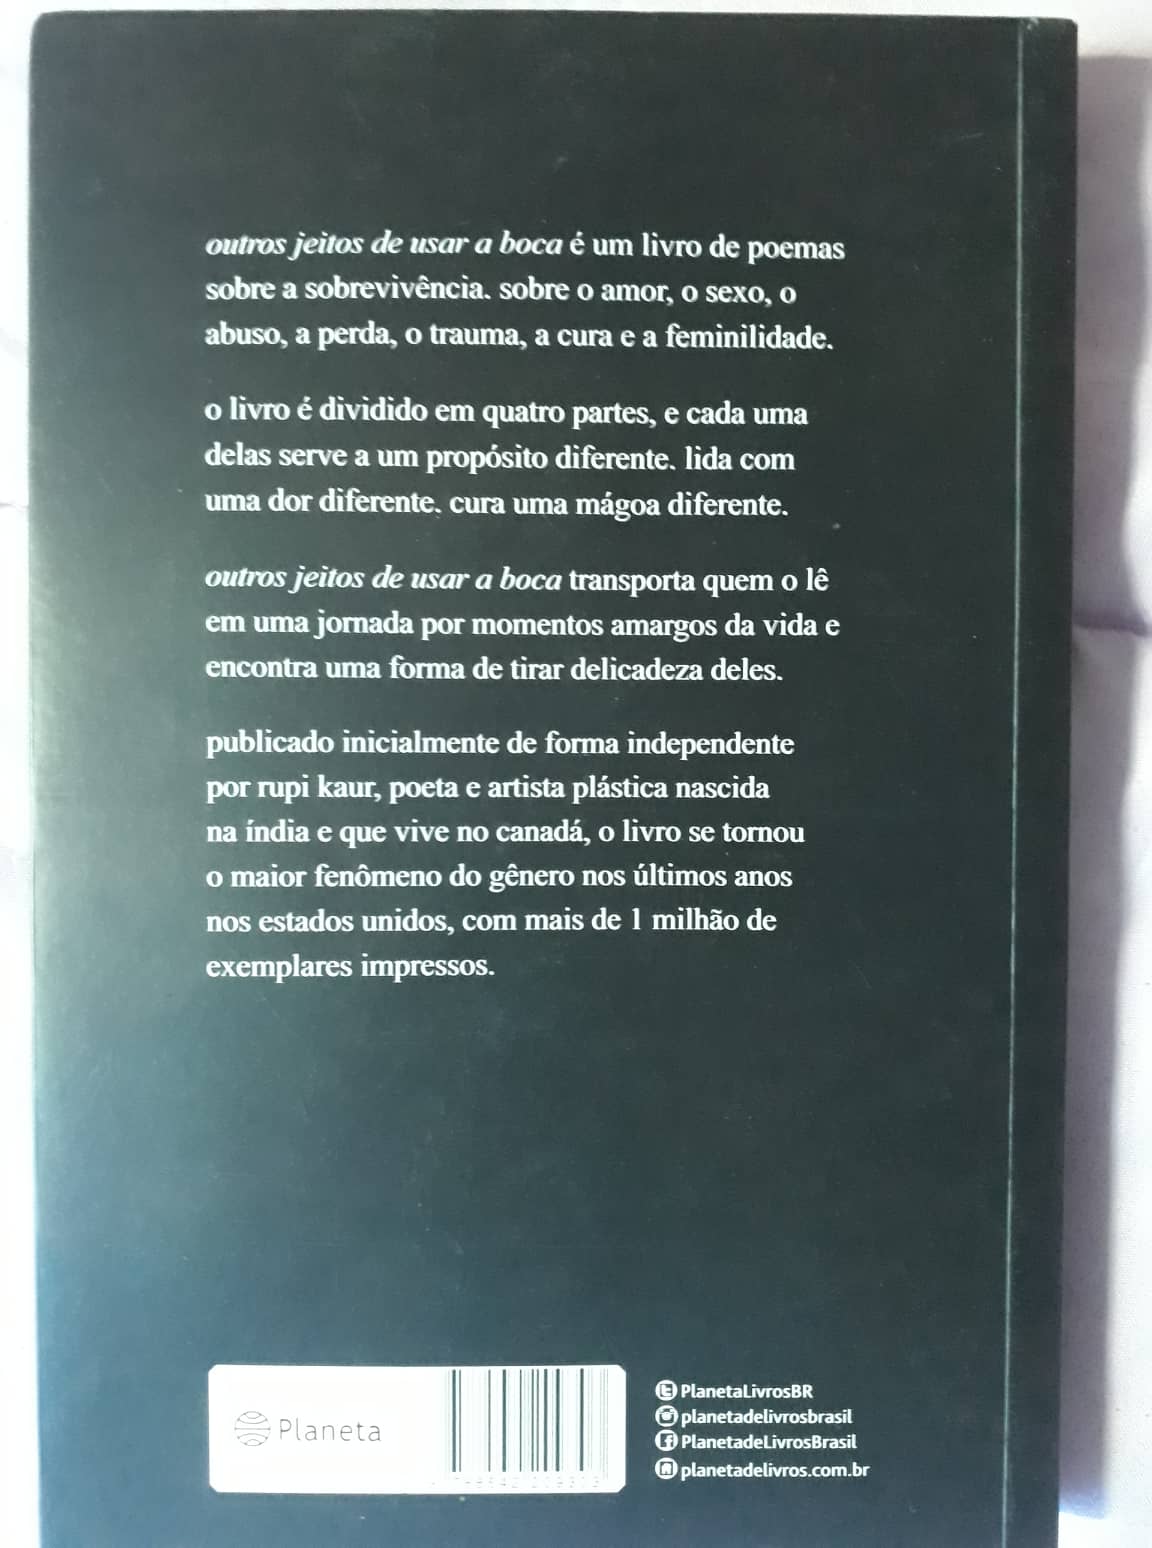 outros jeitos de usar a boca é um livro de poemas
sobre a sobrevivência. sobre o amor, o sexo, o
abuso, a perda, o trauma, a cura e a feminilidade.
o livro é dividido em quatro partes, e cada uma
delas serve a um propósito diferente. lida com
uma dor diferente. cura uma mágoa diferente.
outros jeitos de usar a boca transporta quem o lê
em uma jornada por momentos amargos da vida e
encontra uma forma de tirar delicadeza deles.
publicado inicialmente de forma independente
por rupi kaur, poeta e artista plástica nascida
na índia e que vive no canadá, o livro se tornou
o maior fenômeno do gênero nos últimos anos
nos estados unidos, com mais de 1 milhão de
exemplares impressos.
Planeta
PlanetaLivrosBR
planetadelivrosbrasil
PlanetadeLivrosBrasil
planetadelivros.com.br